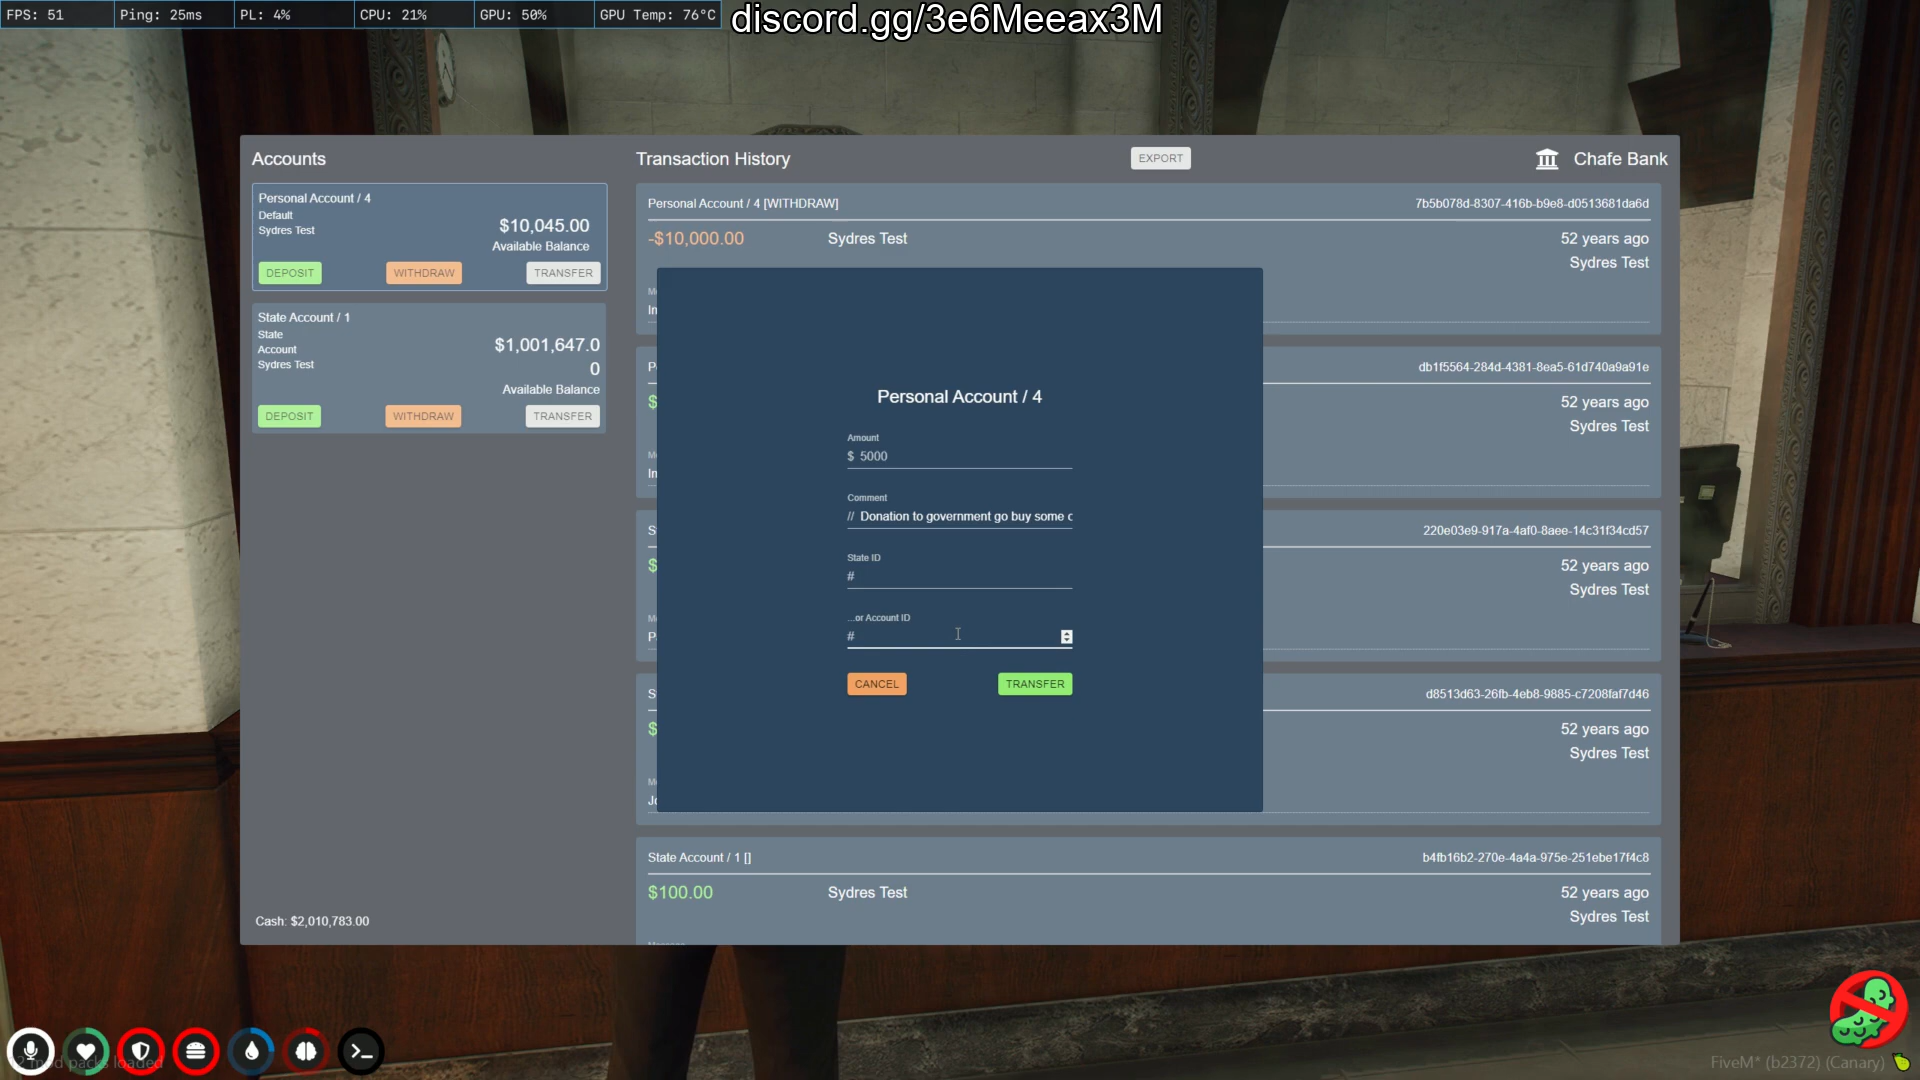 FPS: 51 Ping: 25ms PL: 4% CPU: 21% GPU: 50% GPU Temp: 76°C
discord.gg/3e6Meeax3M
Accounts
Personal Account / 4
Default
Sydres Test
$10,045.00
Available Balance
DEPOSIT WITHDRAW TRANSFER
State Account / 1
State
Account
Sydres Test
$1,001,647.0
0
Available Balance
DEPOSIT WITHDRAW TRANSFER
Cash: $2,010,783.00
Transaction History
EXPORT
Chafe Bank
Personal Account / 4 [WITHDRAW] 7b5b078d-8307-416b-b9e8-d0513681da6d
-$10,000.00 Sydres Test 52 years ago
Sydres Test
db1f5564-284d-4381-8ea5-61d740a9a91e
$ 52 years ago
Sydres Test
220e03e9-917a-4af0-8aee-14c31f34cd57
$ 52 years ago
Sydres Test
d8513d63-26fb-4eb8-9885-c7208faf7d46
$ 52 years ago
Sydres Test
State Account / 1 [] b4fb16b2-270e-4a4a-975e-251ebe17f4c8
$100.00 Sydres Test 52 years ago
Sydres Test
Personal Account / 4
Amount
$ 5000
Comment
// Donation to government go buy some
State ID
#
...or Account ID
#
CANCEL TRANSFER
mod packs loaded
FiveM* (b2372) (Canary)